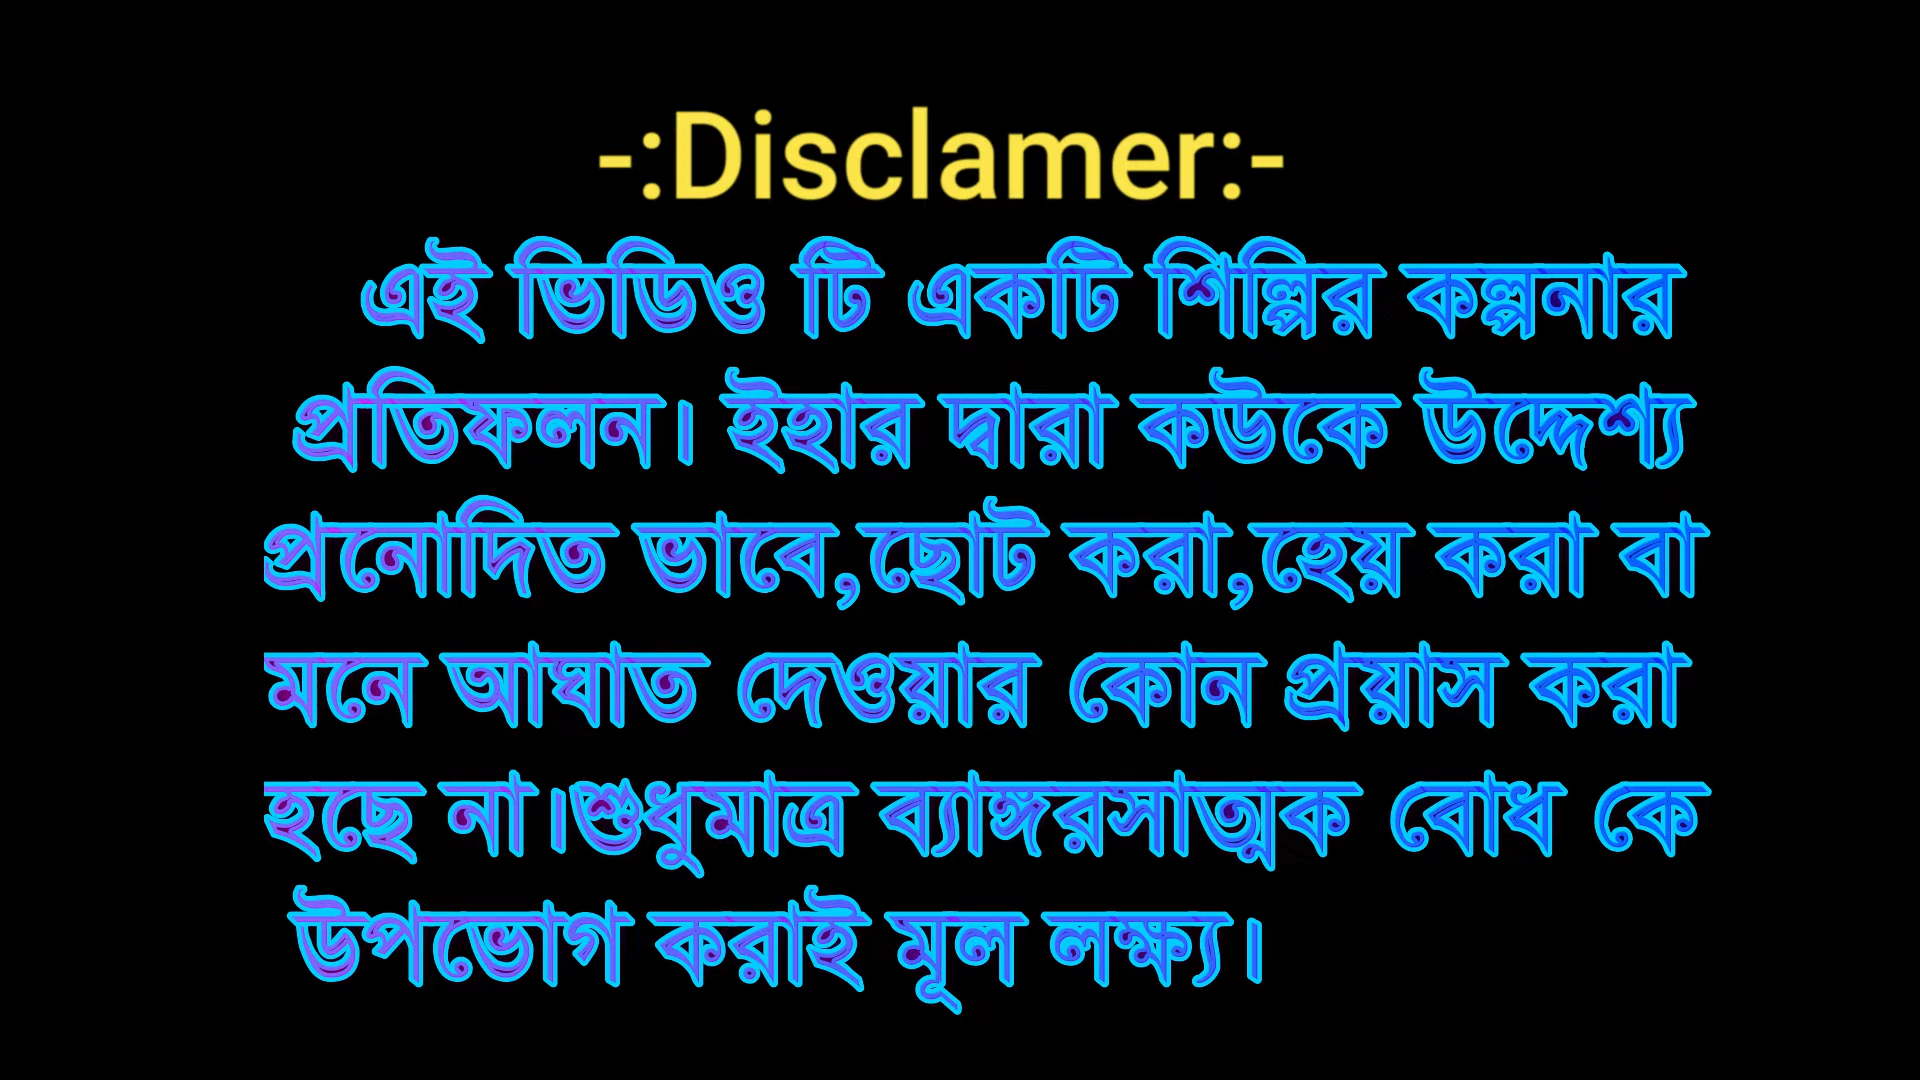 -:Disclamer:-
এই ভিডিও টি একটি শিল্পির কল্পনার
প্রতিফলন। ইহার দ্বারা কউকে উদ্দেশ্য
প্রনোদিত ভাবে,ছোট করা,হেয় করা বা
মনে আঘাত দেওয়ার কোন প্রয়াস করা
হছে না।শুধুমাত্র ব্যাঙ্গরসাত্মক বোধ কে
উপভোগ করাই মূল লক্ষ্য।